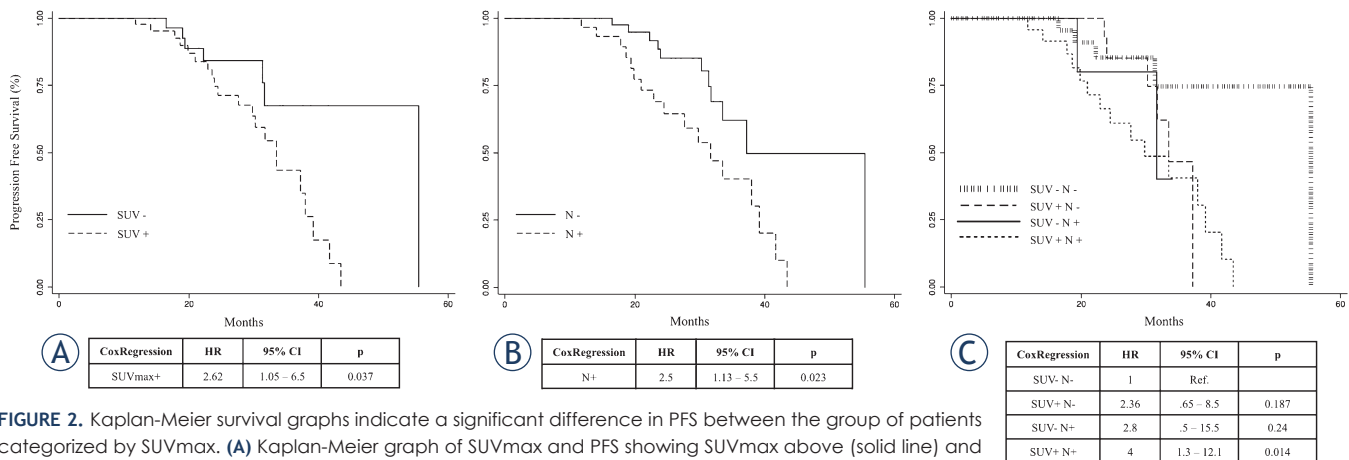 Progression Free Survival (%)
1.00
0.75
0.50
0.25
0.00
SUV -
SUV +
0 20 40 60
Months
A
CoxRegression HR 95% CI p
SUVmax+ 2.62 1.05 – 6.5 0.037
1.00
0.75
0.50
0.25
0.00
N -
N +
0 20 40 60
Months
B
CoxRegression HR 95% CI p
N+ 2.5 1.13 – 5.5 0.023
1.00
0.75
0.50
0.25
0.00
SUV - N -
SUV + N -
SUV - N +
SUV + N +
0 20 40 60
Months
C
CoxRegression HR 95% CI p
SUV- N- 1 Ref.
SUV+ N- 2.36 .65 – 8.5 0.187
SUV- N+ 2.8 .5 – 15.5 0.24
SUV+ N+ 4 1.3 – 12.1 0.014
FIGURE 2. Kaplan-Meier survival graphs indicate a significant difference in PFS between the group of patients
categorized by SUVmax. (A) Kaplan-Meier graph of SUVmax and PFS showing SUVmax above (solid line) and